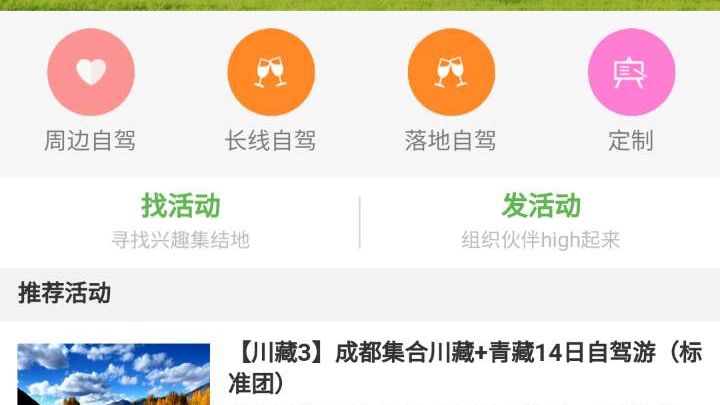 周边自驾 长线自驾 落地自驾 定制
找活动 发活动
寻找兴趣集结地 组织伙伴high起来
推荐活动
【川藏3】成都集合川藏+青藏14日自驾游（标
准团）